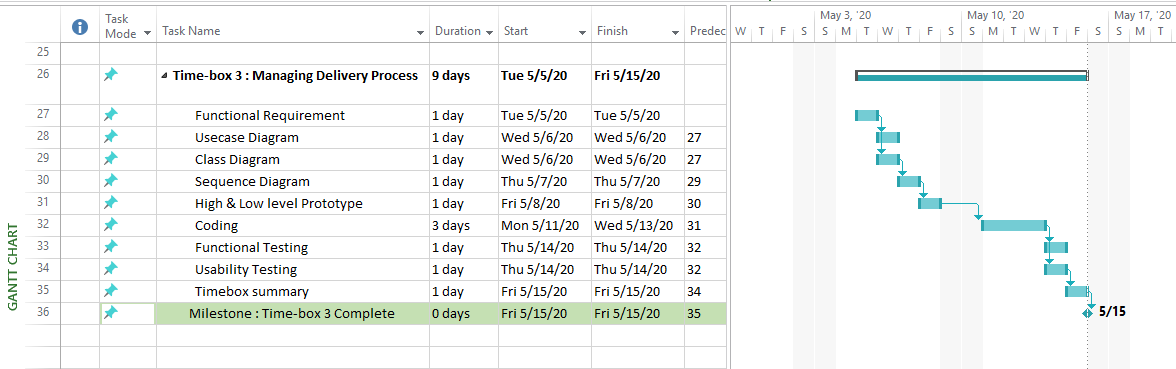 Task Mode Task Name Duration Start Finish Predec
May 3, '20 May 10, '20 May 17, '20
W T F S S M T W T F S S M T W T F S S M T W
25
26 Time-box 3 : Managing Delivery Process 9 days Tue 5/5/20 Fri 5/15/20
27 Functional Requirement 1 day Tue 5/5/20 Tue 5/5/20
28 Usecase Diagram 1 day Wed 5/6/20 Wed 5/6/20 27
29 Class Diagram 1 day Wed 5/6/20 Wed 5/6/20 27
30 Sequence Diagram 1 day Thu 5/7/20 Thu 5/7/20 29
31 High & Low level Prototype 1 day Fri 5/8/20 Fri 5/8/20 30
32 Coding 3 days Mon 5/11/20 Wed 5/13/20 31
33 Functional Testing 1 day Thu 5/14/20 Thu 5/14/20 32
34 Usability Testing 1 day Thu 5/14/20 Thu 5/14/20 32
35 Timebox summary 1 day Fri 5/15/20 Fri 5/15/20 34
36 Milestone : Time-box 3 Complete 0 days Fri 5/15/20 Fri 5/15/20 35 5/15
GANTT CHART